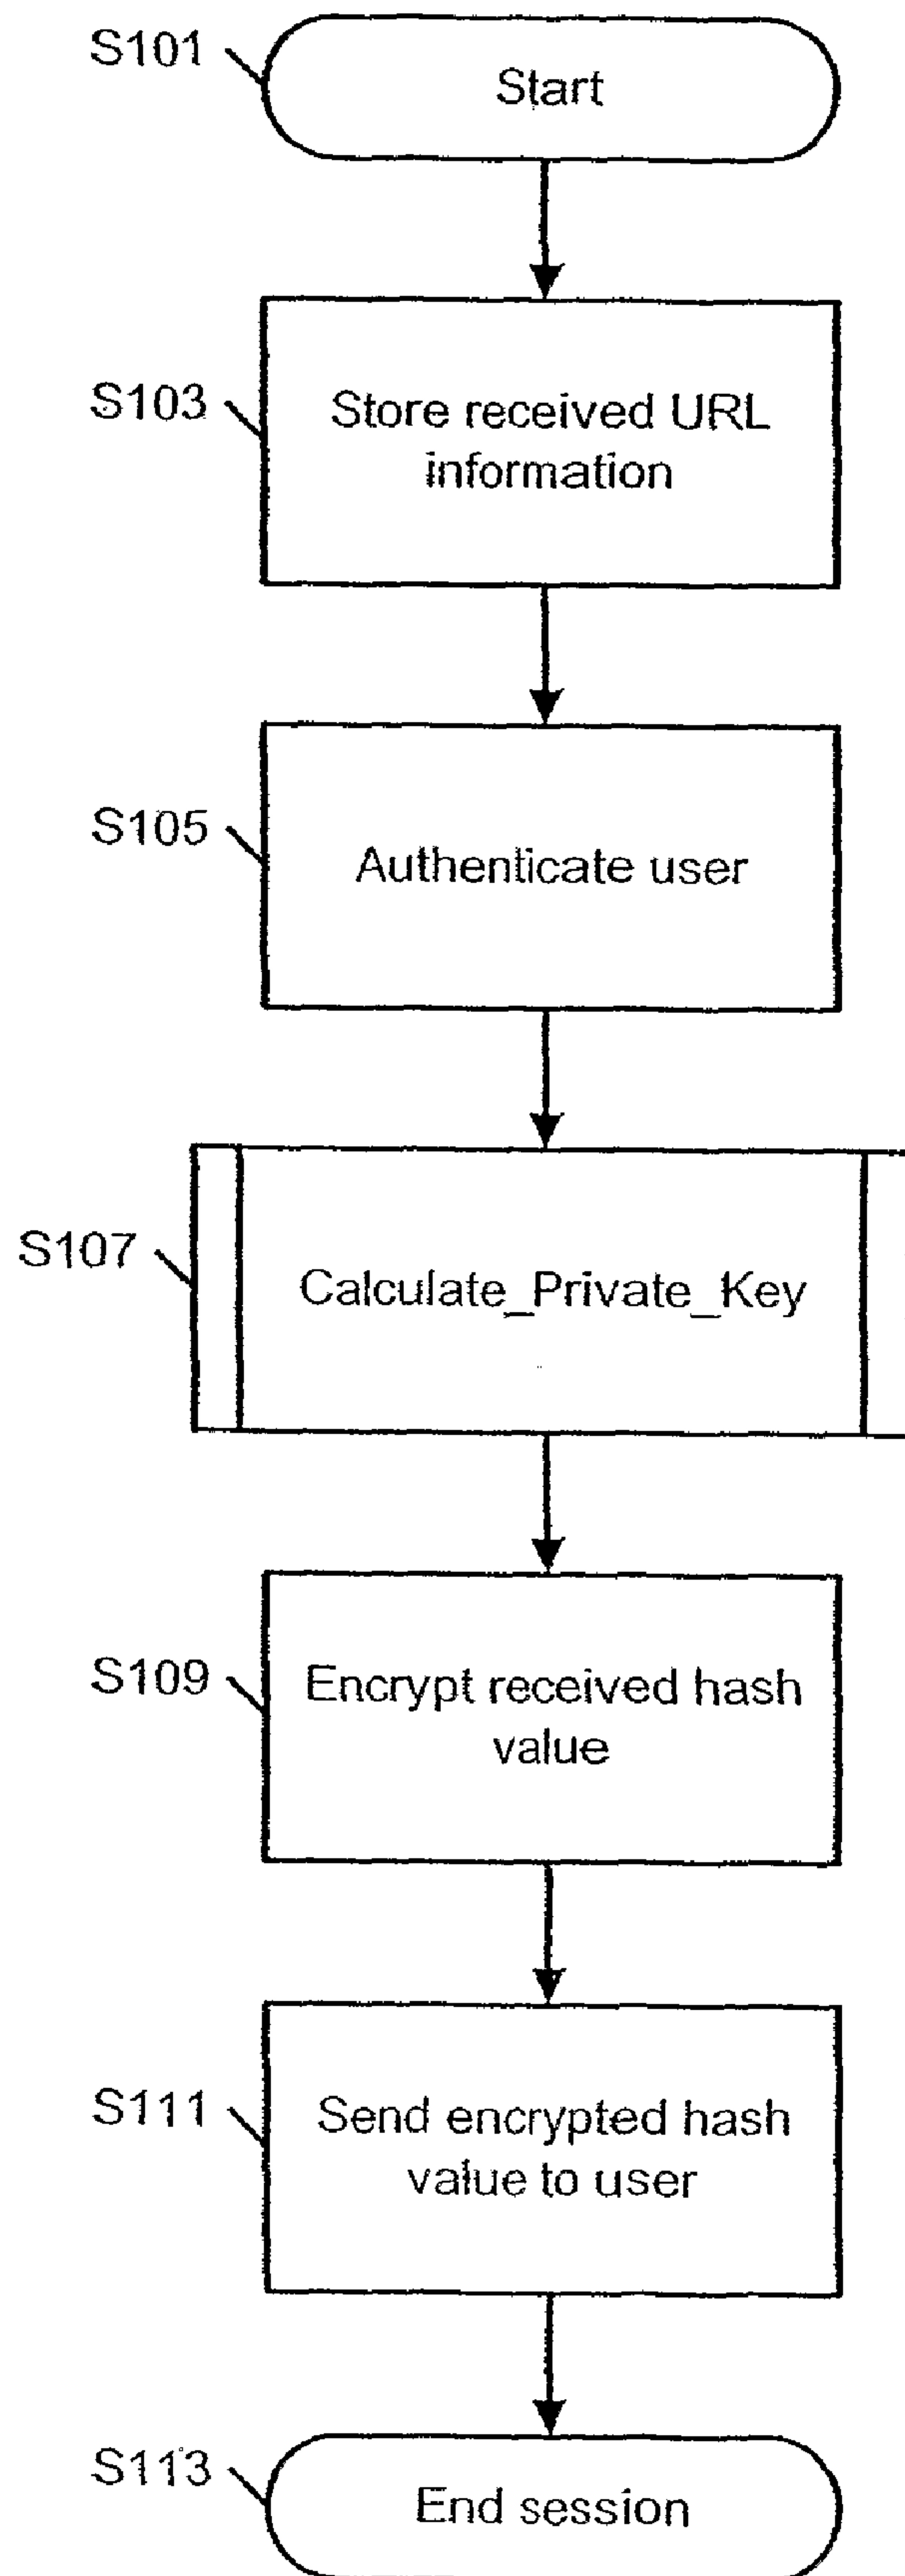 S101
Start
S103
Store received URL
information
S105
Authenticate user
S107
Calculate_Private_Key
S109
Encrypt received hash
value
S111
Send encrypted hash
value to user
S113
End session